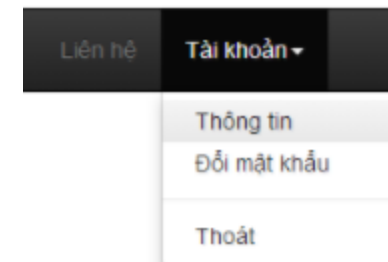 Liên hệ Tài khoản
Thông tin
Đổi mật khẩu
Thoát